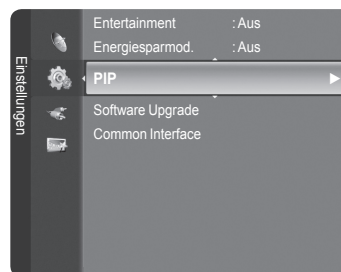 Einstellungen
Entertainment : Aus
Energiesparmod. : Aus
PIP
Software Upgrade
Common Interface